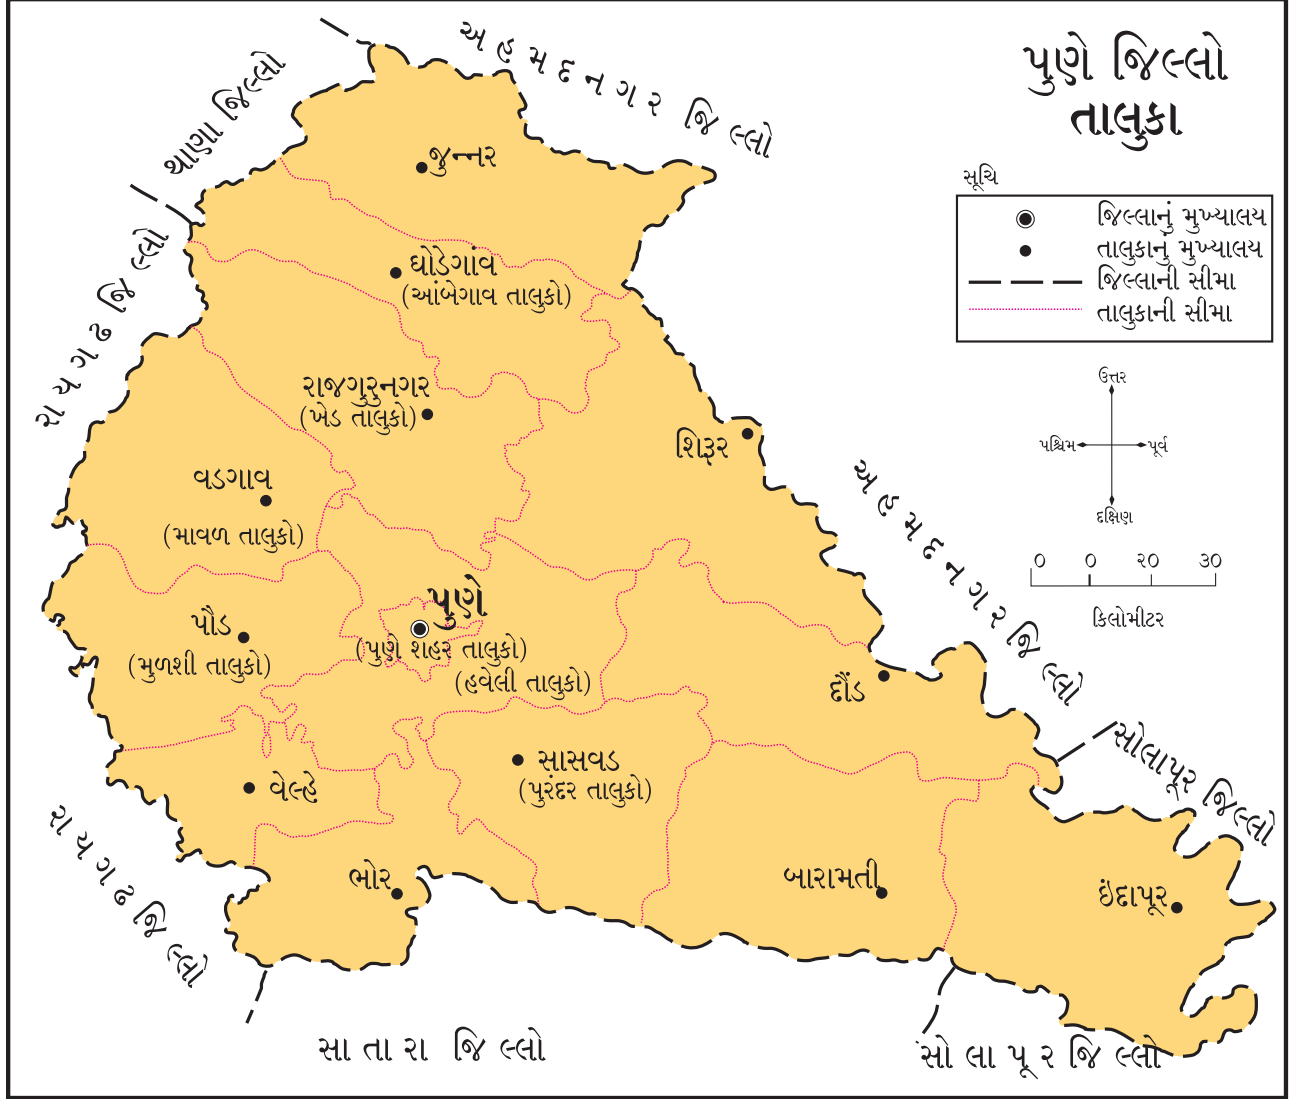 પુણે જિલ્લો
તાલુકા
સૂચિ
જિલ્લાનું મુખ્યાલય
તાલુકાનું મુખ્યાલય
જિલ્લાની સીમા
તાલુકાની સીમા
ઉત્તર
પશ્ચિમ
પૂર્વ
દક્ષિણ
૦ ૦ ૨૦ ૩૦
કિલોમીટર
અહમદનગર જિલ્લો
થાણા જિલ્લો
રાયગઢ જિલ્લો
જુન્નર
ઘોડેગાંવ
(આંબેગાવ તાલુકો)
રાજગુરુનગર
(ખેડ તાલુકો)
શિરૂર
વડગાવ
(માવળ તાલુકો)
અહમદનગર જિલ્લો
પુણે
(પુણે શહર તાલુકો)
(હવેલી તાલુકો)
પૌડ
(મુળશી તાલુકો)
દૌંડ
સોલાપૂર જિલ્લો
સાસવડ
(પુરંદર તાલુકો)
વેલ્હે
રાયગઢ જિલ્લો
ભોર
બારામતી
ઇંદાપૂર
સાતારા જિલ્લો
સોલાપૂર જિલ્લો